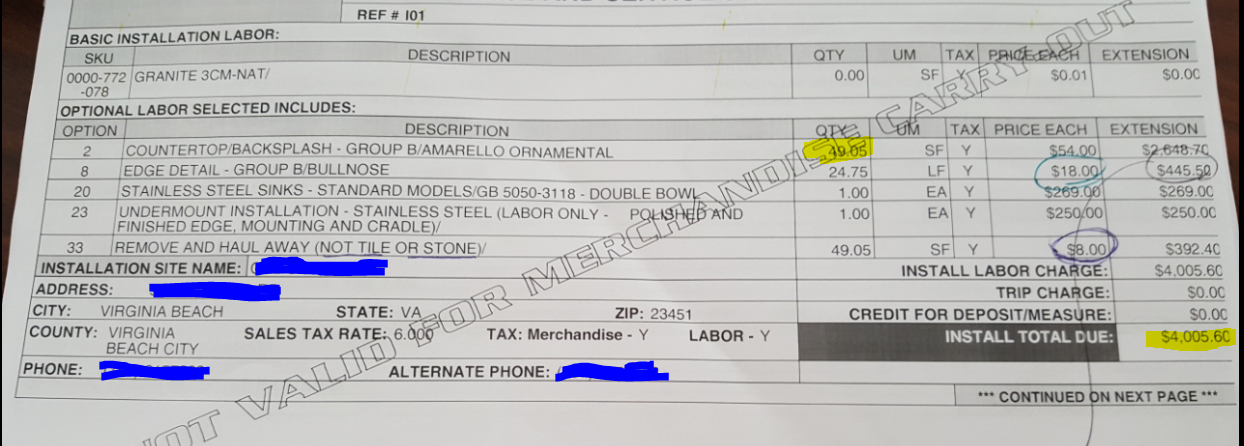 REF # I01
BASIC INSTALLATION LABOR:
SKU DESCRIPTION QTY UM TAX PRICE EACH EXTENSION
0000-772 GRANITE 3CM-NAT/ 0.00 SF Y $0.01 $0.00
-078
OPTIONAL LABOR SELECTED INCLUDES:
OPTION DESCRIPTION QTY UM TAX PRICE EACH EXTENSION
2 COUNTERTOP/BACKSPLASH - GROUP B/AMARELLO ORNAMENTAL 49.05 SF Y $54.00 $2,648.70
8 EDGE DETAIL - GROUP B/BULLNOSE 24.75 LF Y $18.00 $445.50
20 STAINLESS STEEL SINKS - STANDARD MODELS/GB 5050-3118 - DOUBLE BOWL 1.00 EA Y $269.00 $269.00
23 UNDERMOUNT INSTALLATION - STAINLESS STEEL (LABOR ONLY - POLISHED AND 1.00 EA Y $250.00 $250.00
FINISHED EDGE, MOUNTING AND CRADLE)/
33 REMOVE AND HAUL AWAY (NOT TILE OR STONE)/ 49.05 SF Y $8.00 $392.40
INSTALLATION SITE NAME: INSTALL LABOR CHARGE: $4,005.60
ADDRESS: TRIP CHARGE: $0.00
CITY: VIRGINIA BEACH STATE: VA ZIP: 23451 CREDIT FOR DEPOSIT/MEASURE: $0.00
COUNTY: VIRGINIA SALES TAX RATE: 6.000 TAX: Merchandise - Y LABOR - Y INSTALL TOTAL DUE: $4,005.60
BEACH CITY
PHONE: ALTERNATE PHONE:
*** CONTINUED ON NEXT PAGE ***
NOT VALID FOR MERCHANDISE CARRY-OUT